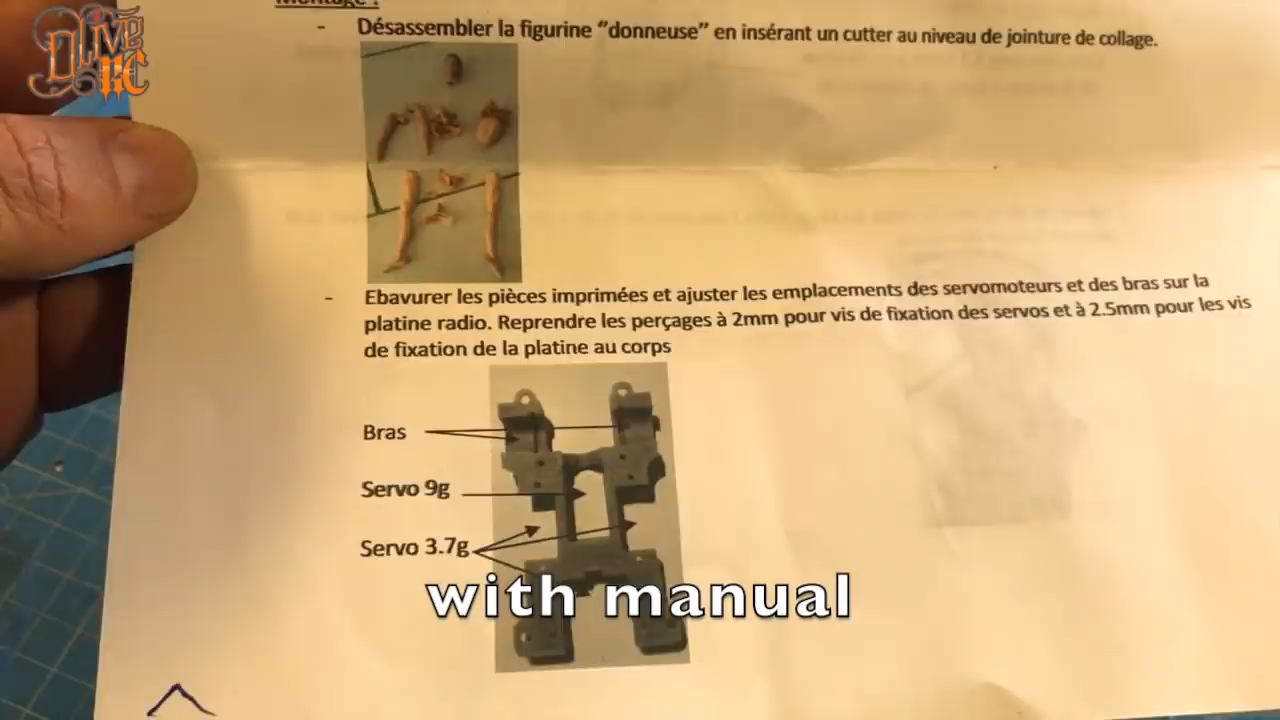 Olive RC
Montage :
- Désassembler la figurine "donneuse" en insérant un cutter au niveau de jointure de collage.
- Ebavurer les pièces imprimées et ajuster les emplacements des servomoteurs et des bras sur la
platine radio. Reprendre les perçages à 2mm pour vis de fixation des servos et à 2.5mm pour les vis
de fixation de la platine au corps
Bras
Servo 9g
Servo 3.7g
with manual